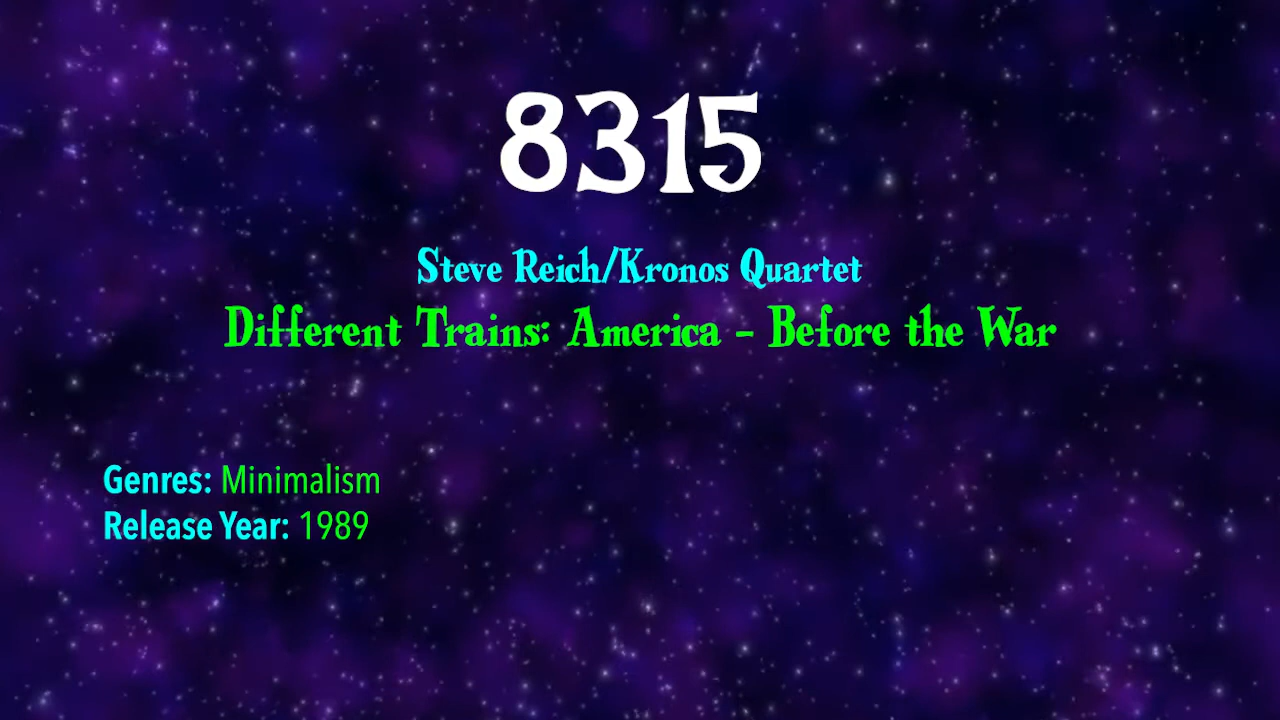 8315
Steve Reich/Kronos Quartet
Different Trains: America - Before the War
Genres: Minimalism
Release Year: 1989